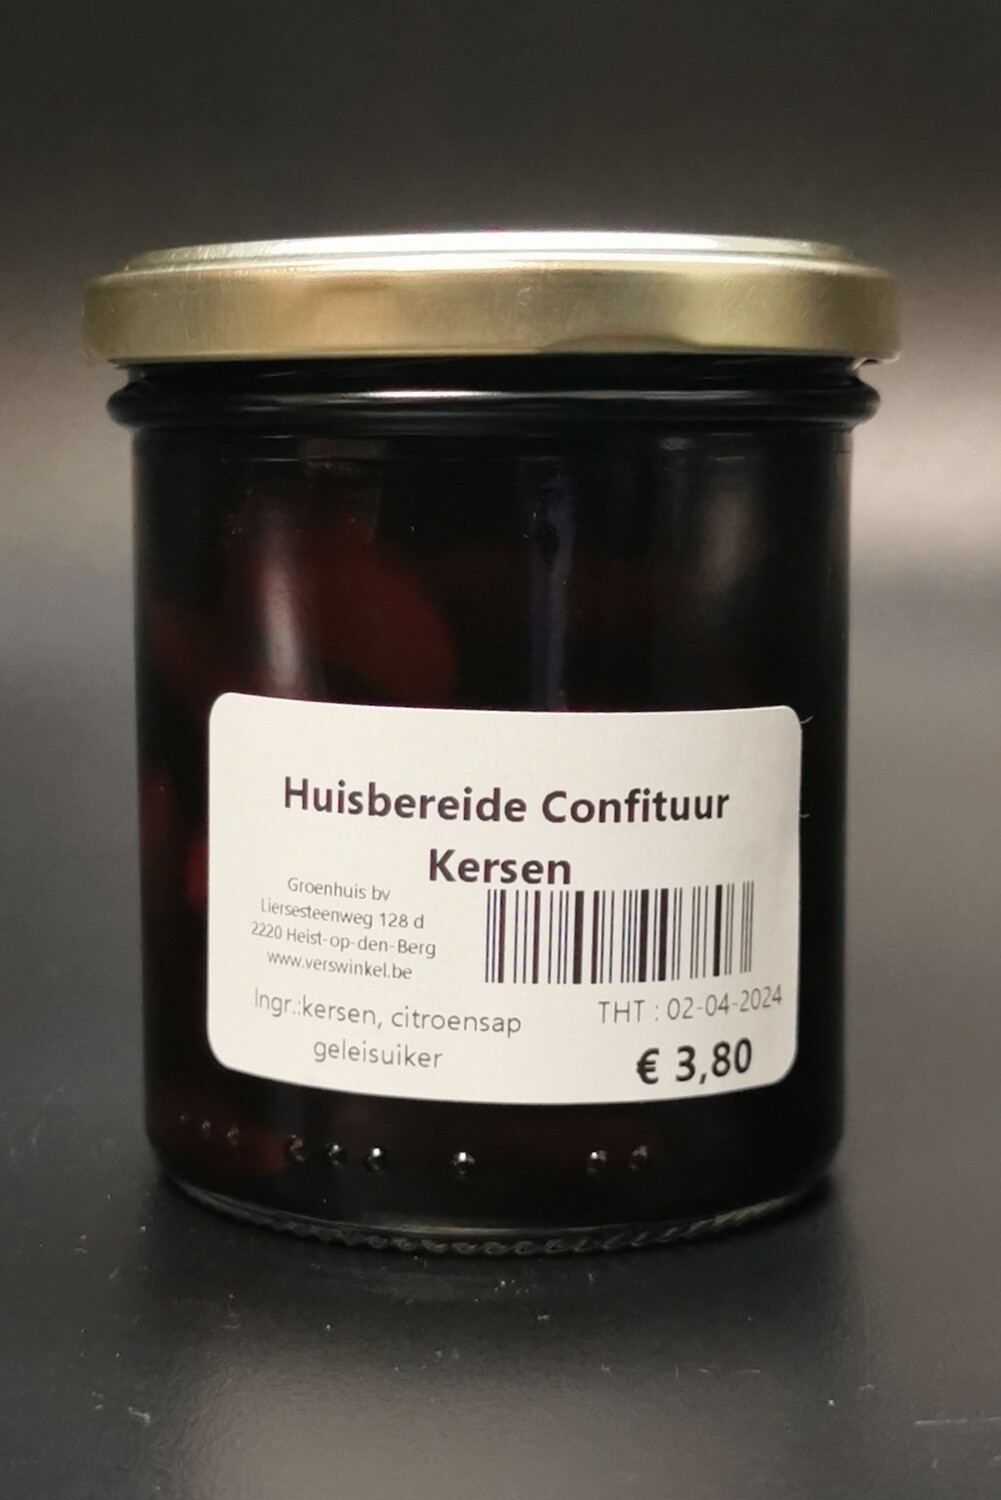 Huisbereide Confituur
Kersen
Groenhuis bv
Liersesteenweg 128 d
2220 Heist-op-den-Berg
www.verswinkel.be
Ingr.:kersen, citroensap
geleisuiker
THT : 02-04-2024
€ 3,80